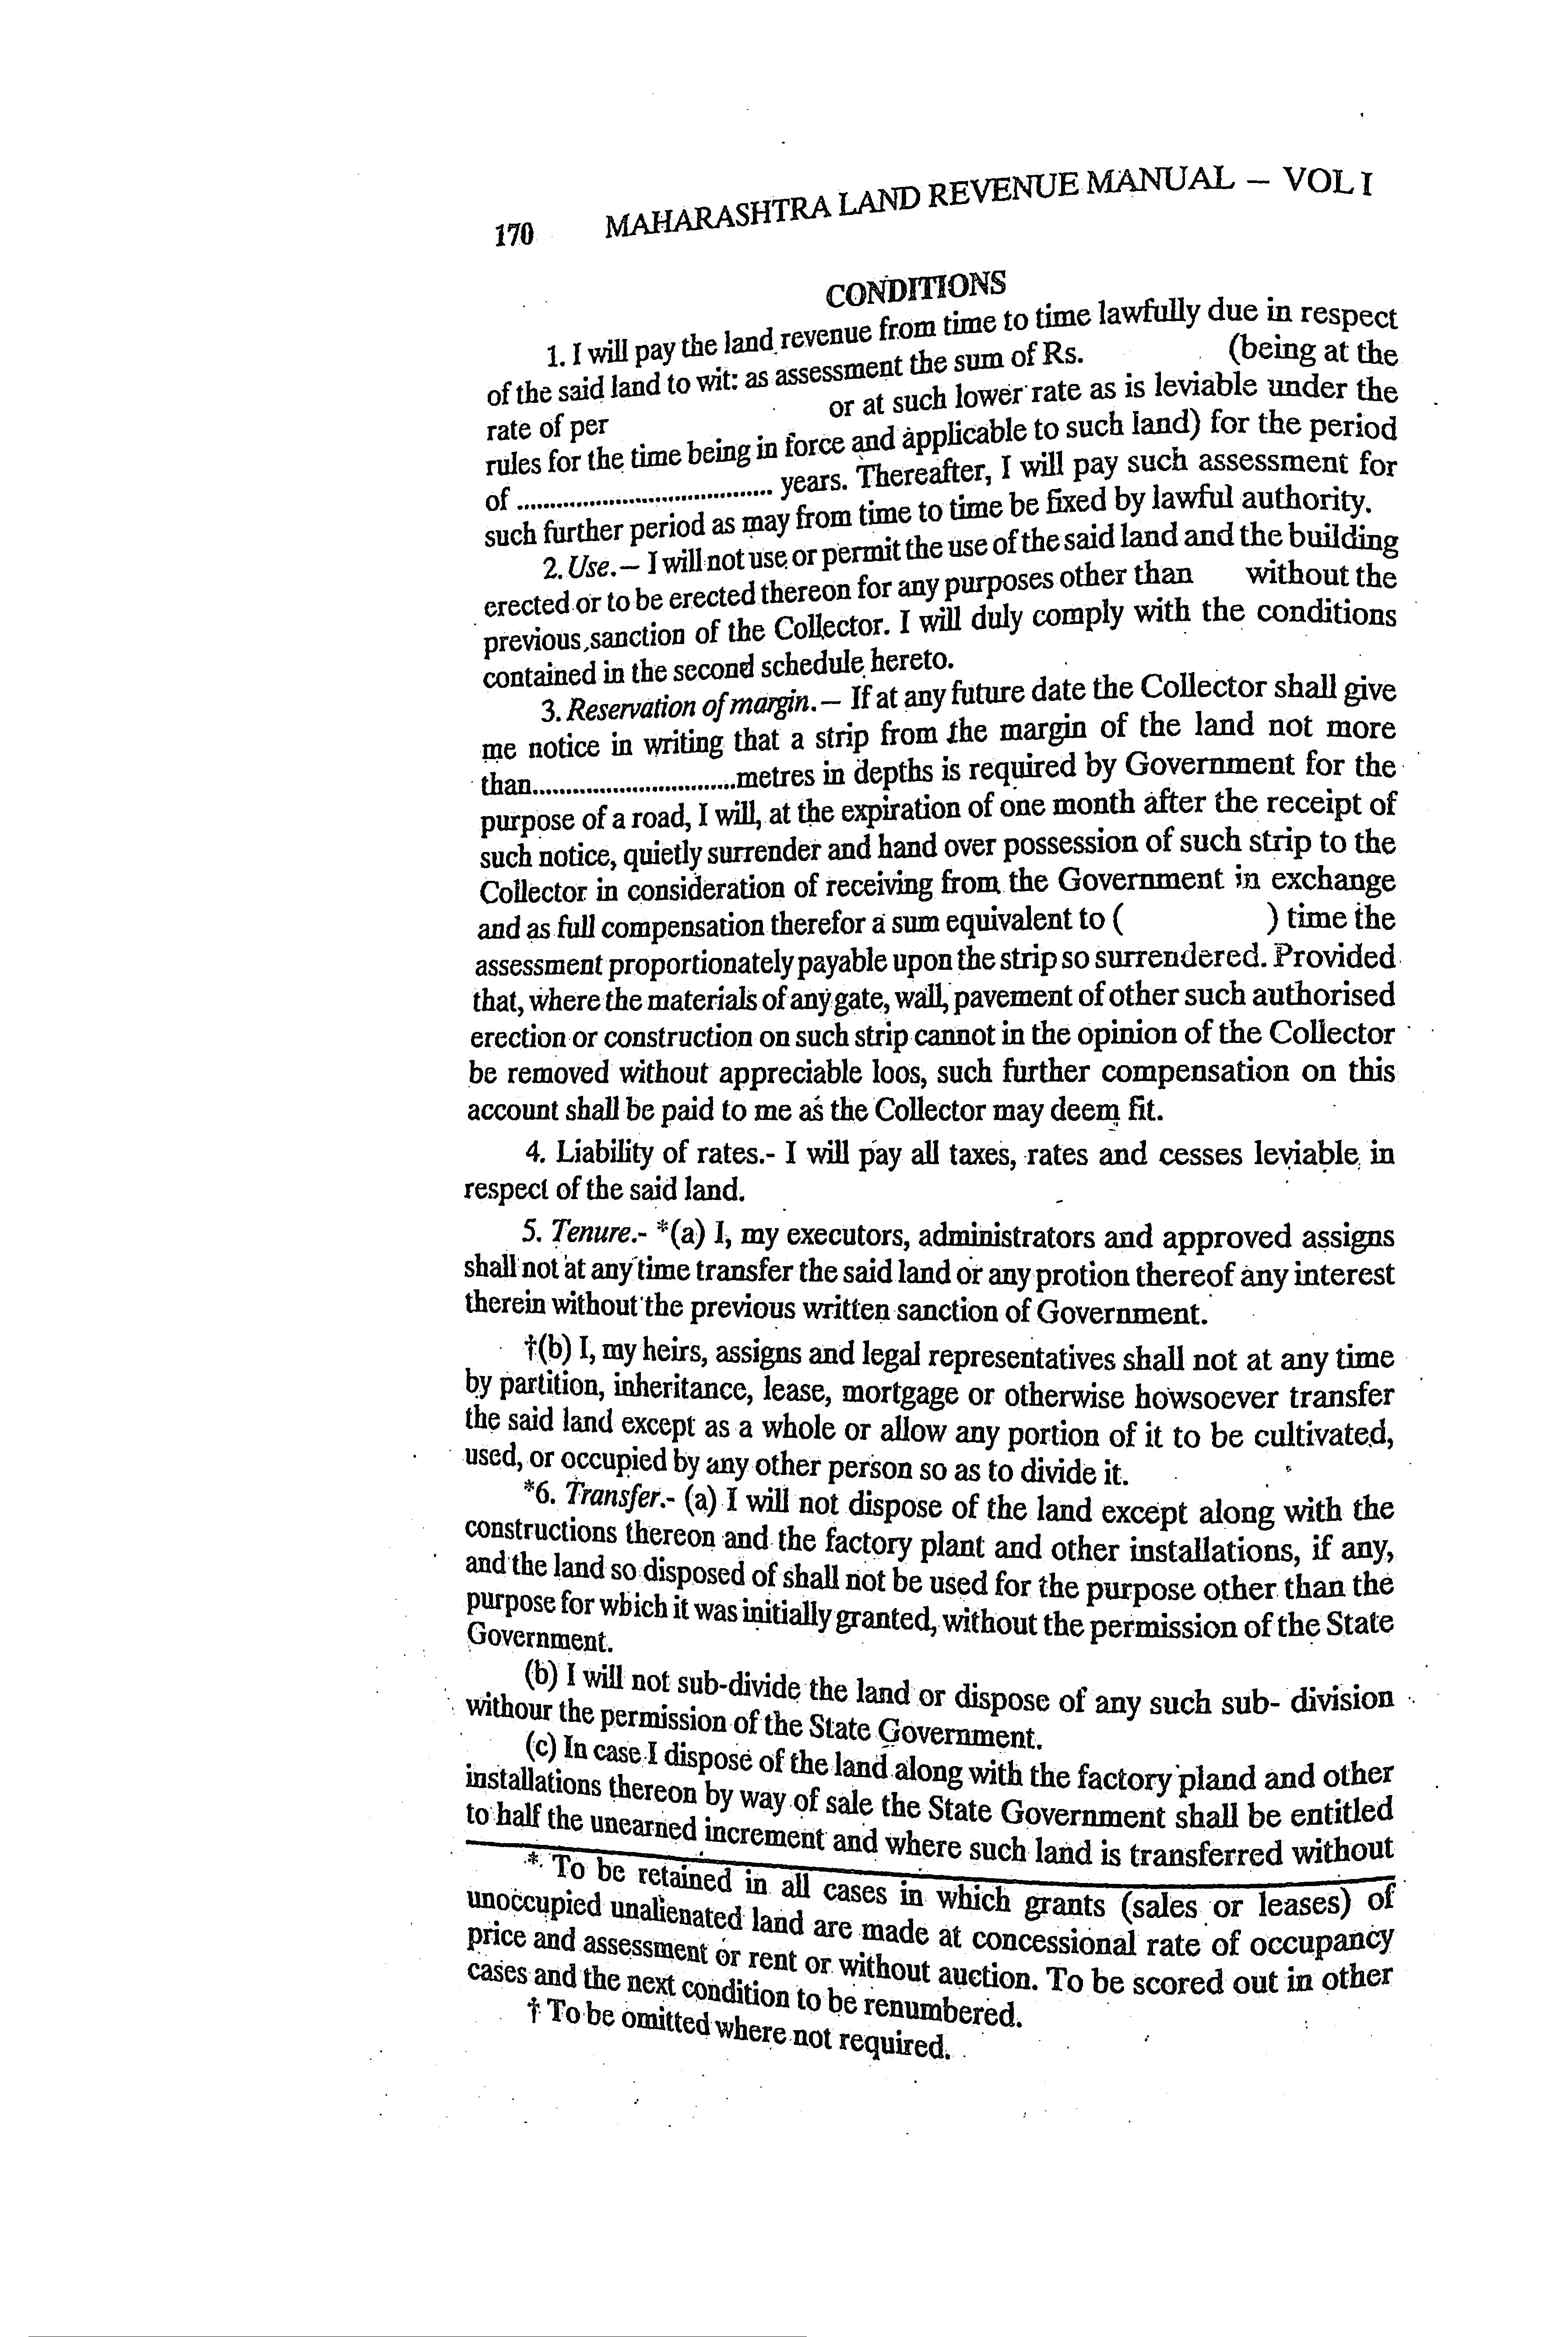 170 MAHARASHTRA LAND REVENUE MANUAL – VOL I
CONDITIONS
1. I will pay the land revenue from time to time lawfully due in respect
of the said land to wit: as assessment the sum of Rs. (being at the
rate of per or at such lower rate as is leviable under the
rules for the time being in force and applicable to such land) for the period
of ...................................... years. Thereafter, I will pay such assessment for
such further period as may from time to time be fixed by lawful authority.
2. Use.– I will not use or permit the use of the said land and the building
erected or to be erected thereon for any purposes other than without the
previous sanction of the Collector. I will duly comply with the conditions
contained in the second schedule hereto.
3. Reservation of margin.– If at any future date the Collector shall give
me notice in writing that a strip from the margin of the land not more
than..............................metres in depths is required by Government for the
purpose of a road, I will, at the expiration of one month after the receipt of
such notice, quietly surrender and hand over possession of such strip to the
Collector in consideration of receiving from the Government in exchange
and as full compensation therefor a sum equivalent to ( ) time the
assessment proportionately payable upon the strip so surrendered. Provided
that, where the materials of any gate, wall, pavement of other such authorised
erection or construction on such strip cannot in the opinion of the Collector
be removed without appreciable loos, such further compensation on this
account shall be paid to me as the Collector may deem fit.
4. Liability of rates.- I will pay all taxes, rates and cesses leviable in
respect of the said land.
5. Tenure.- *(a) I, my executors, administrators and approved assigns
shall not at any time transfer the said land or any protion thereof any interest
therein without the previous written sanction of Government.
†(b) I, my heirs, assigns and legal representatives shall not at any time
by partition, inheritance, lease, mortgage or otherwise howsoever transfer
the said land except as a whole or allow any portion of it to be cultivated,
used, or occupied by any other person so as to divide it.
*6. Transfer.- (a) I will not dispose of the land except along with the
constructions thereon and the factory plant and other installations, if any,
and the land so disposed of shall not be used for the purpose other than the
purpose for which it was initially granted, without the permission of the State
Government.
(b) I will not sub-divide the land or dispose of any such sub- division
withour the permission of the State Government.
(c) In case I dispose of the land along with the factory pland and other
installations thereon by way of sale the State Government shall be entitled
to half the unearned increment and where such land is transferred without
* To be retained in all cases in which grants (sales or leases) of
unoccupied unalienated land are made at concessional rate of occupancy
price and assessment or rent or without auction. To be scored out in other
cases and the next condition to be renumbered.
† To be omitted where not required.